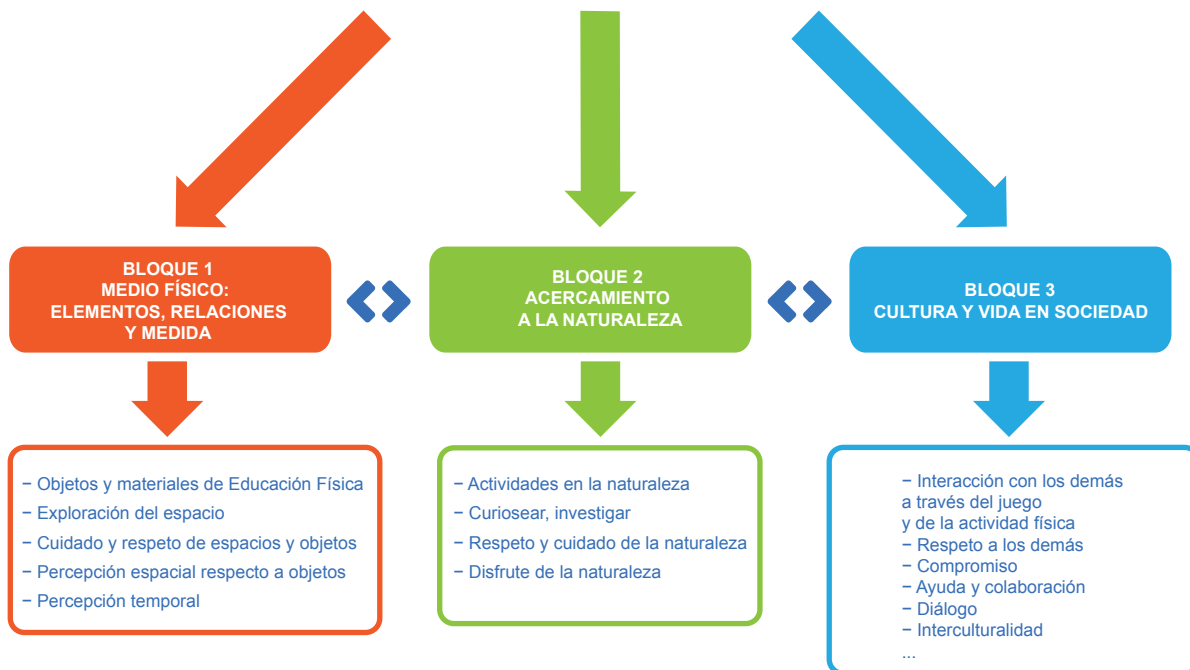 BLOQUE 1
MEDIO FÍSICO:
ELEMENTOS, RELACIONES
Y MEDIDA
BLOQUE 2
ACERCAMIENTO
A LA NATURALEZA
BLOQUE 3
CULTURA Y VIDA EN SOCIEDAD
− Objetos y materiales de Educación Física
− Exploración del espacio
− Cuidado y respeto de espacios y objetos
− Percepción espacial respecto a objetos
− Percepción temporal
− Actividades en la naturaleza
− Curiosear, investigar
− Respeto y cuidado de la naturaleza
− Disfrute de la naturaleza
− Interacción con los demás
a través del juego
y de la actividad física
− Respeto a los demás
− Compromiso
− Ayuda y colaboración
− Diálogo
− Interculturalidad
...